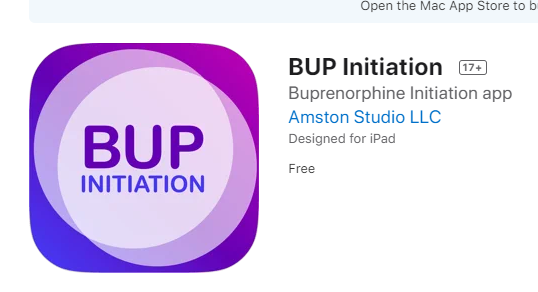 Open the Mac App Store to
BUP Initiation 17+
Buprenorphine Initiation app
Amston Studio LLC
Designed for iPad
Free
BUP
INITIATION